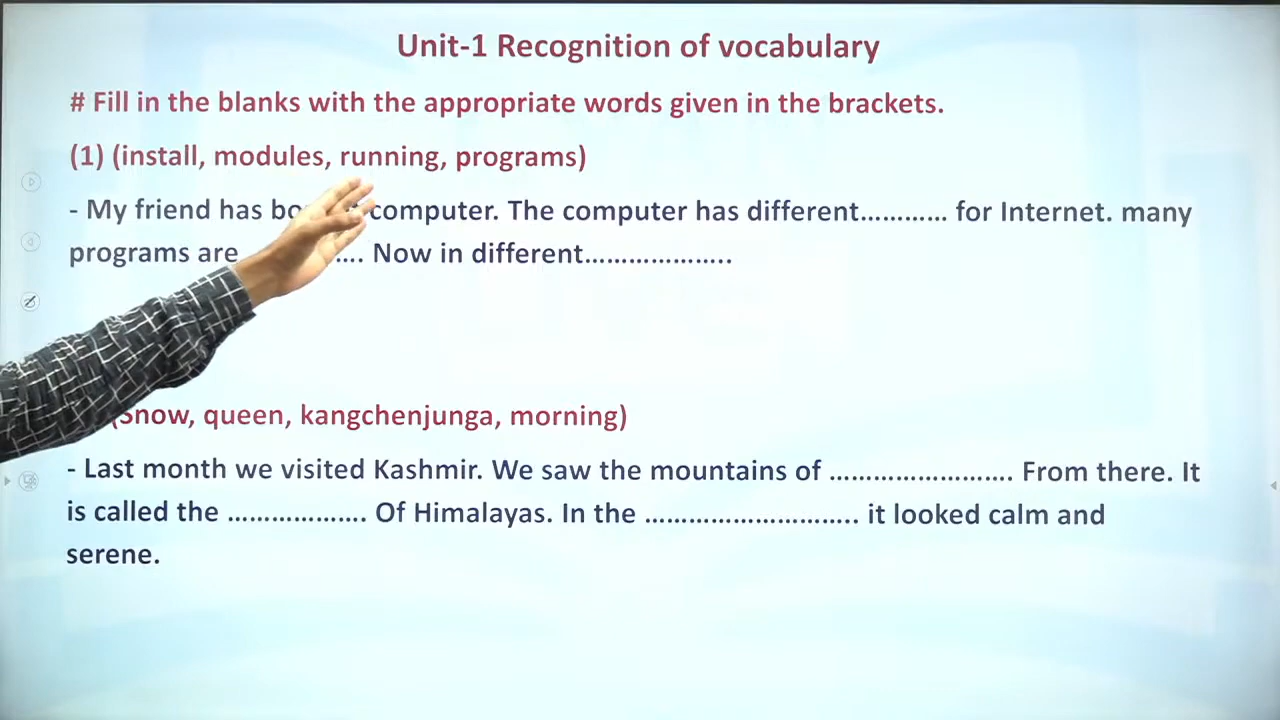 Unit-1 Recognition of vocabulary
# Fill in the blanks with the appropriate words given in the brackets.
(1) (install, modules, running, programs)
- My friend has computer. The computer has different………… for Internet. many
programs are …. Now in different………………..
(Snow, queen, kangchenjunga, morning)
- Last month we visited Kashmir. We saw the mountains of ……………………. From there. It
is called the ………………. Of Himalayas. In the ……………………….. it looked calm and
serene.